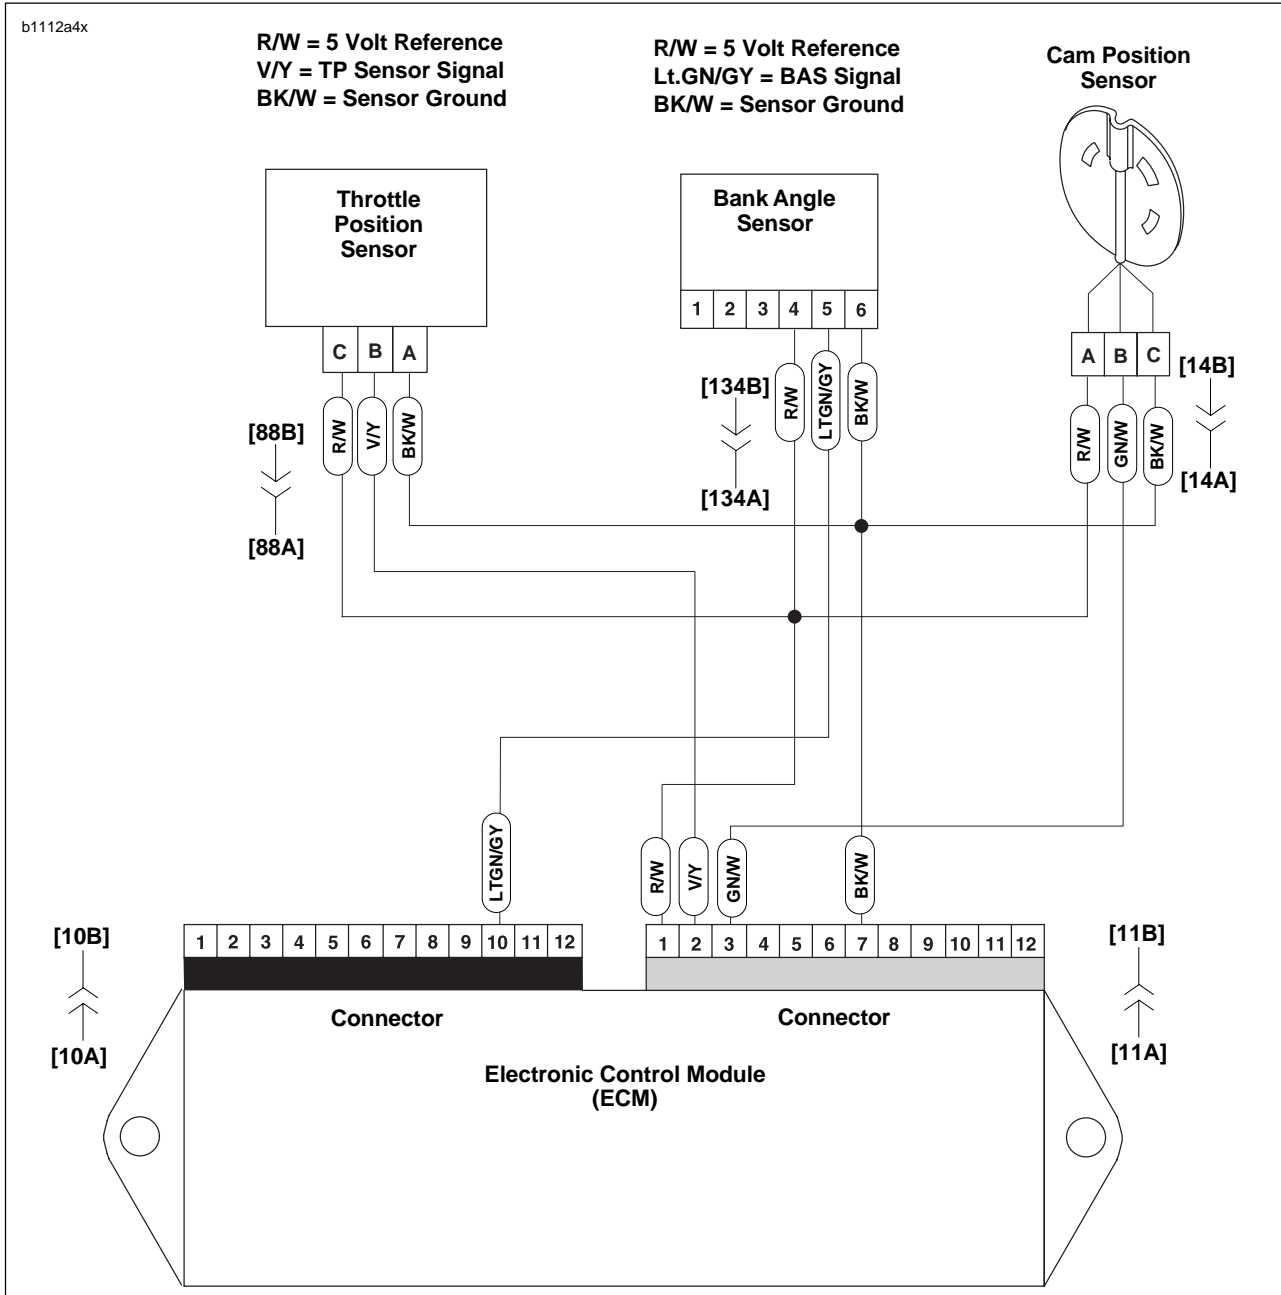 b1112a4x
R/W = 5 Volt Reference
V/Y = TP Sensor Signal
BK/W = Sensor Ground
R/W = 5 Volt Reference
Lt.GN/GY = BAS Signal
BK/W = Sensor Ground
Cam Position
Sensor
Throttle
Position
Sensor
C B A
Bank Angle
Sensor
1 2 3 4 5 6
A B C
[88B]
[88A]
R/W
V/Y
BK/W
[134B]
[134A]
R/W
LTGN/GY
BK/W
R/W
GN/W
BK/W
[14B]
[14A]
LTGN/GY
R/W
V/Y
GN/W
BK/W
[10B]
[10A]
1 2 3 4 5 6 7 8 9 10 11 12
1 2 3 4 5 6 7 8 9 10 11 12
[11B]
[11A]
Connector
Connector
Electronic Control Module
(ECM)